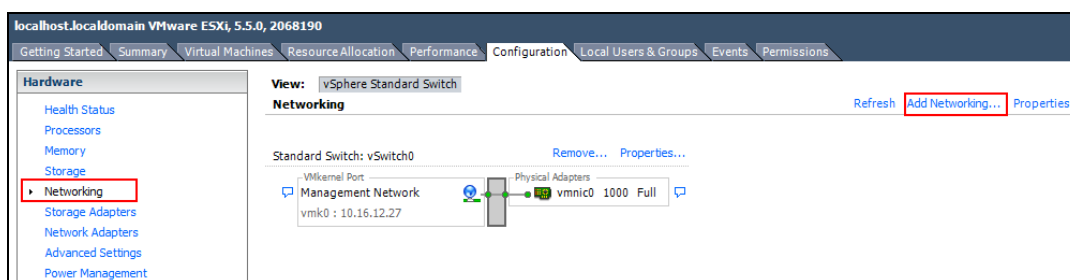 localhost.localdomain VMware ESXi, 5.5.0, 2068190
Getting Started Summary Virtual Machines Resource Allocation Performance Configuration Local Users & Groups Events Permissions
Hardware
Health Status
Processors
Memory
Storage
Networking
Storage Adapters
Network Adapters
Advanced Settings
Power Management
View: vSphere Standard Switch
Networking
Refresh Add Networking... Properties
Standard Switch: vSwitch0 Remove... Properties...
VMkernel Port Physical Adapters
Management Network vmnic0 1000 Full
vmk0 : 10.16.12.27